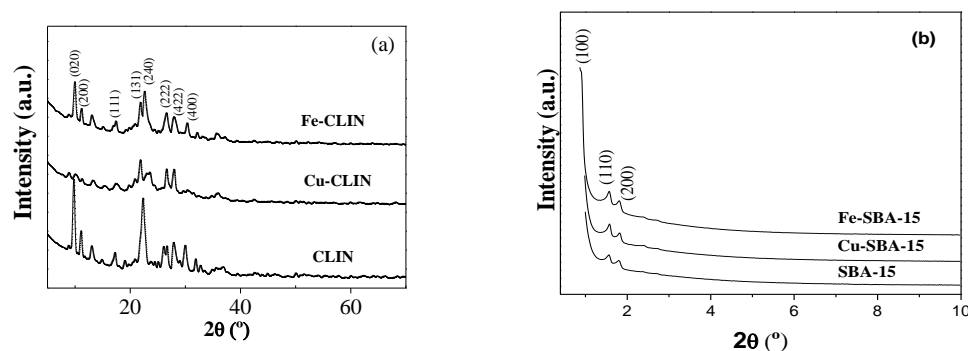 (a)
(020)
(200)
(111)
(131)
(240)
(222)
(422)
(400)
Fe-CLIN
Cu-CLIN
CLIN
Intensity (a.u.)
20
40
60
2θ (º)
(b)
(100)
(110)
(200)
Fe-SBA-15
Cu-SBA-15
SBA-15
Intensity (a.u.)
2
4
6
8
10
2θ (º)